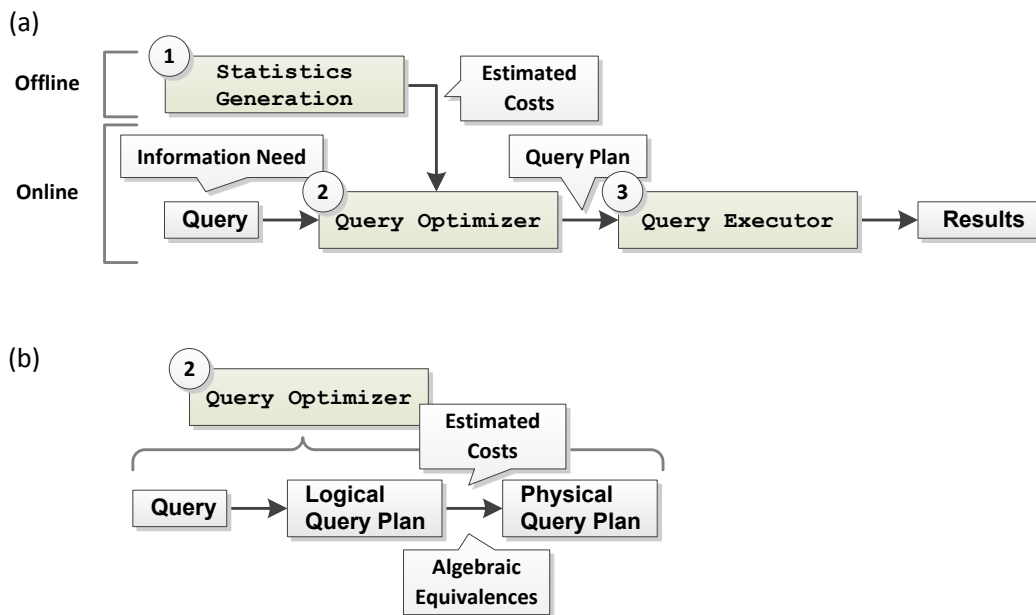 (a)
Offline
1
Statistics
Generation
Estimated
Costs
Online
Information Need
Query Plan
2
3
Query
Query Optimizer
Query Executor
Results
(b)
2
Query Optimizer
Estimated
Costs
Query
Logical
Query Plan
Physical
Query Plan
Algebraic
Equivalences